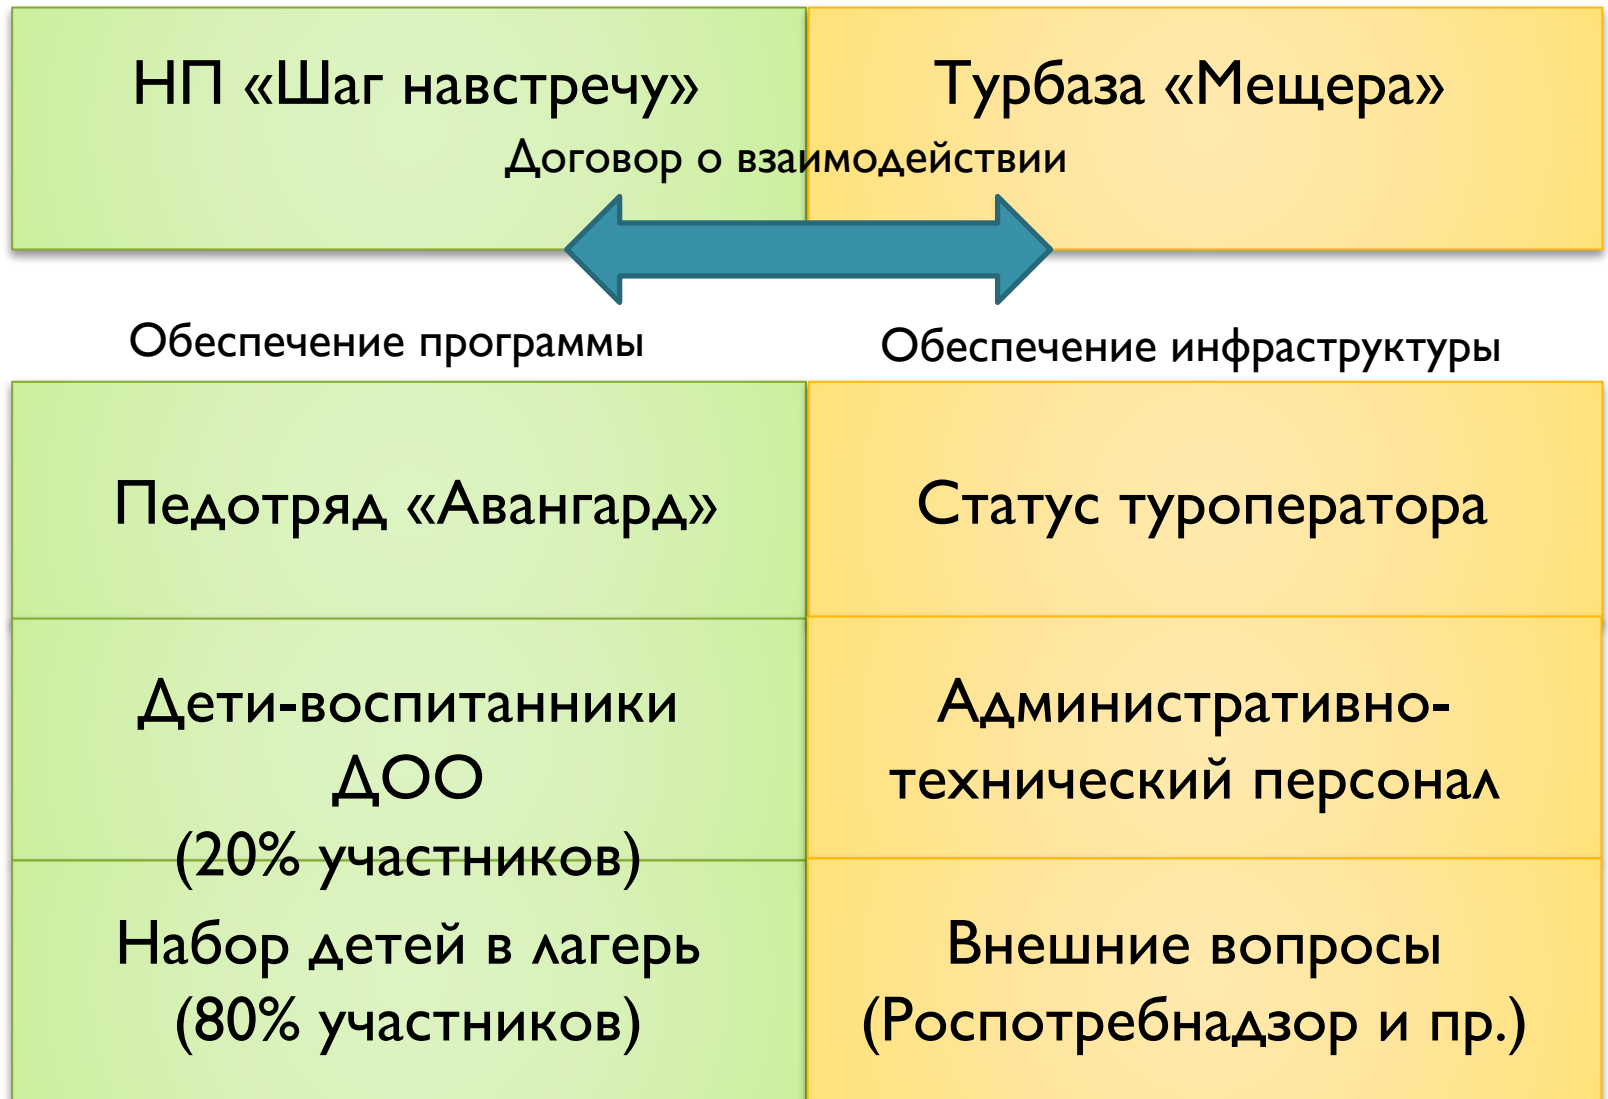 НП «Шаг навстречу»
Турбаза «Мещера»
Договор о взаимодействии
Обеспечение программы
Обеспечение инфраструктуры
Педотряд «Авангард»
Статус туроператора
Дети-воспитанники
ДОО
(20% участников)
Административно-
технический персонал
Набор детей в лагерь
(80% участников)
Внешние вопросы
(Роспотребнадзор и пр.)